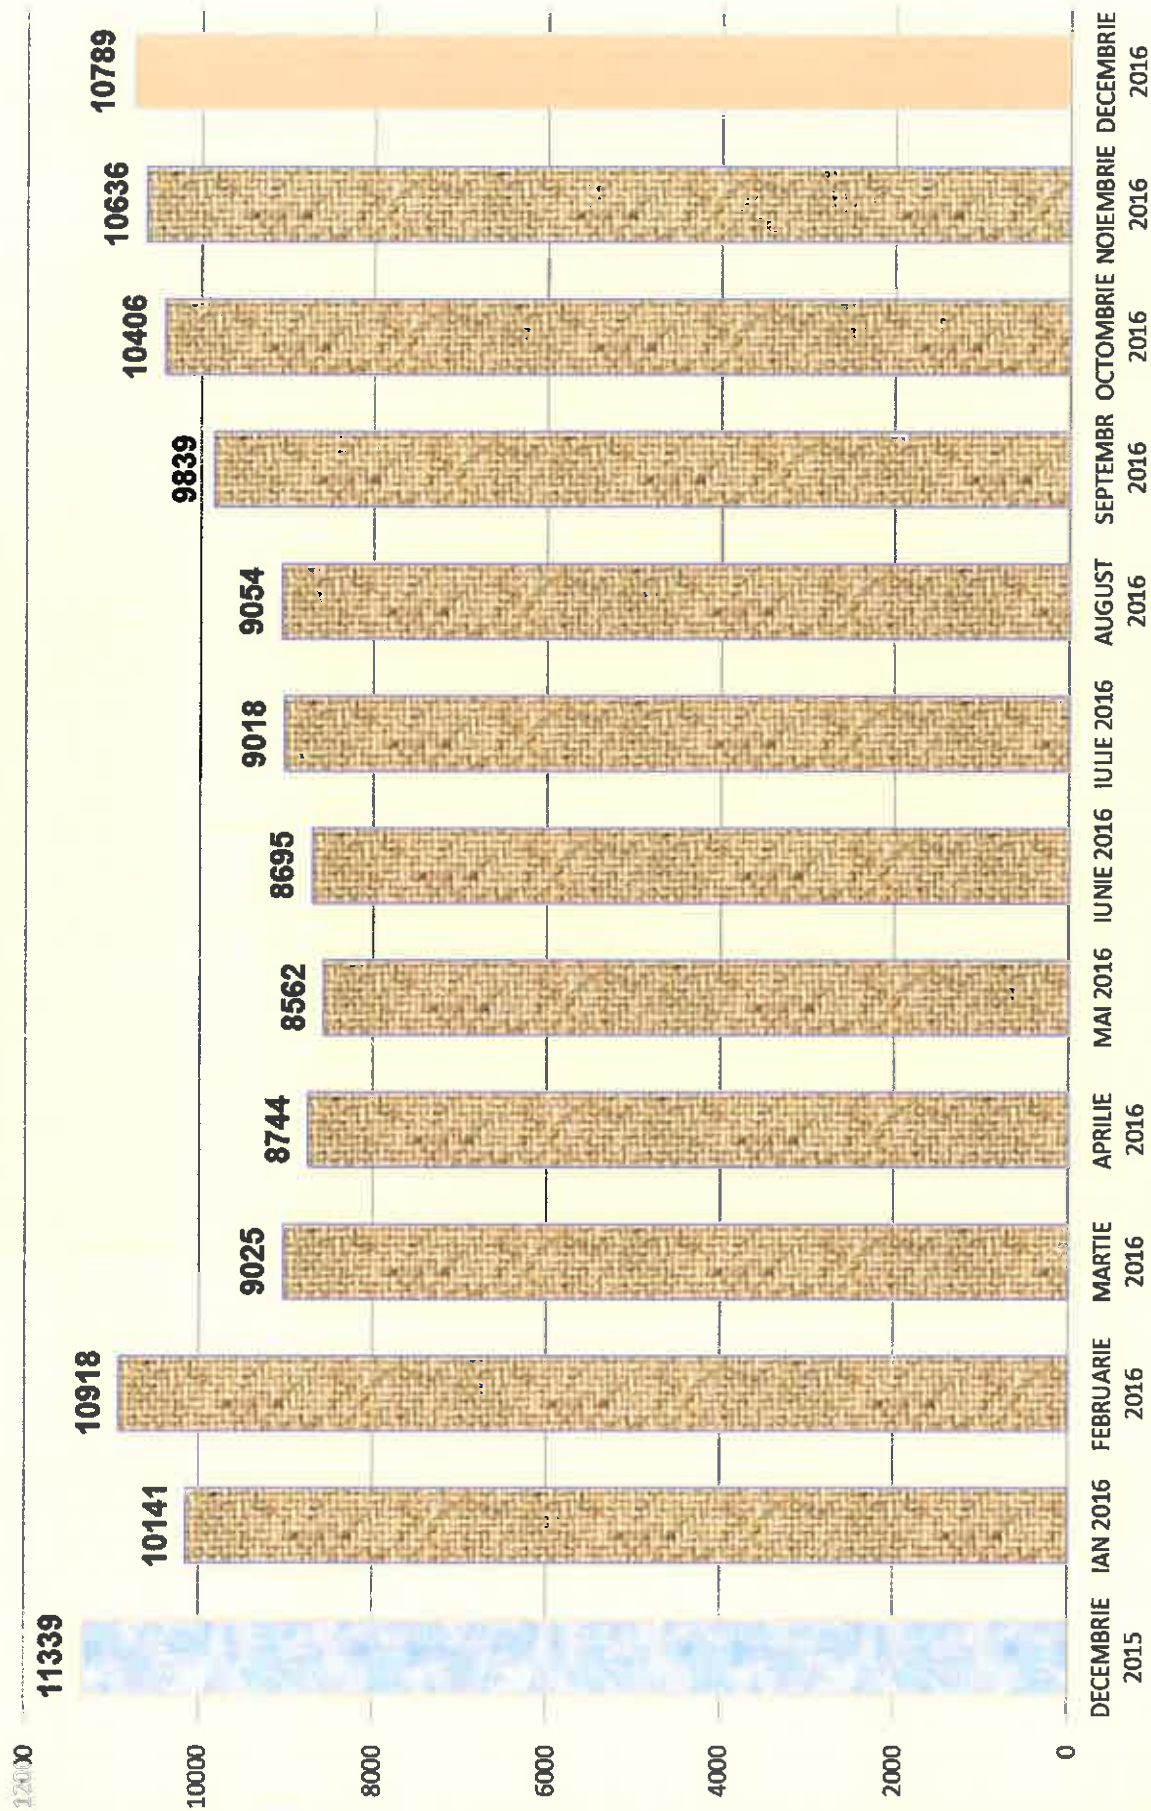 12000
10000
8000
6000
4000
2000
0
11339
10141
10918
9025
8744
8562
8695
9018
9054
9839
10406
10636
10789
DECEMBRIE
2015
IAN 2016
FEBRUARIE
2016
MARTIE
2016
APRILIE
2016
MAI 2016
IUNIE 2016
IULIE 2016
AUGUST
2016
SEPTEMBR
2016
OCTOMBRIE
2016
NOIEMBRIE
2016
DECEMBRIE
2016